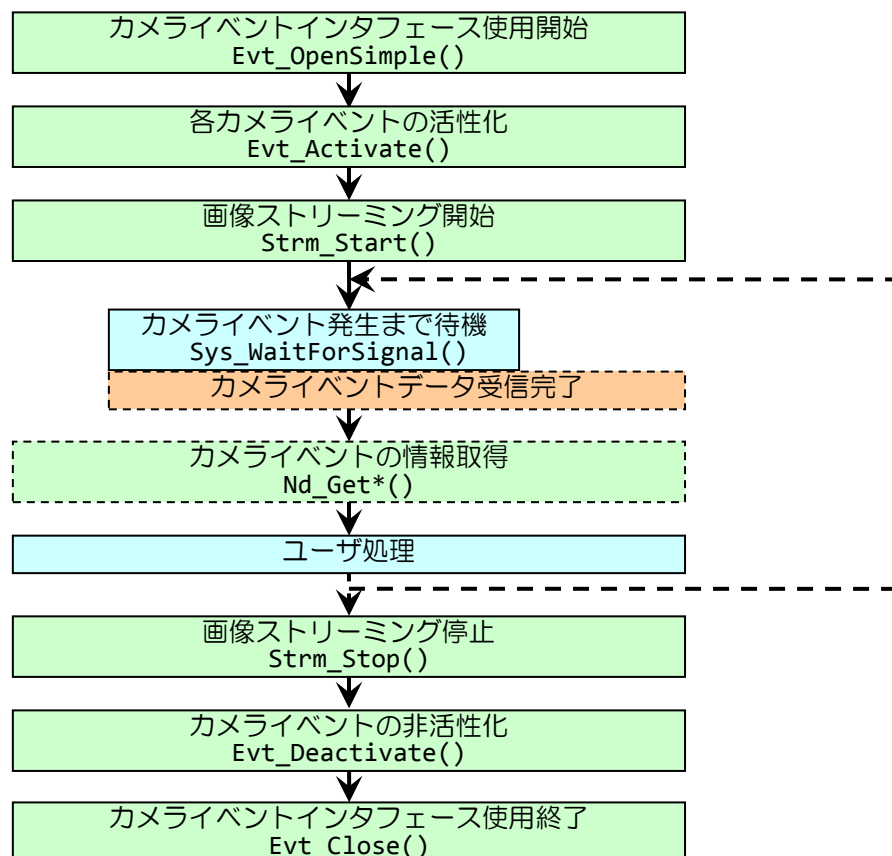 カメライベントインタフェース使用開始
Evt_OpenSimple()
各カメライベントの活性化
Evt_Activate()
画像ストリーミング開始
Strm_Start()
カメライベント発生まで待機
Sys_WaitForSignal()
カメライベントデータ受信完了
カメライベントの情報取得
Nd_Get*()
ユーザ処理
画像ストリーミング停止
Strm_Stop()
カメライベントの非活性化
Evt_Deactivate()
カメライベントインタフェース使用終了
Evt_Close()